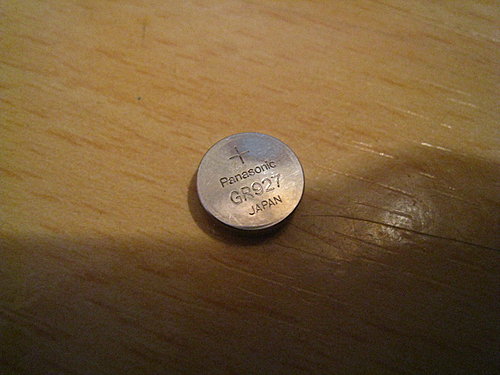 +
Panasonic
GR927
JAPAN